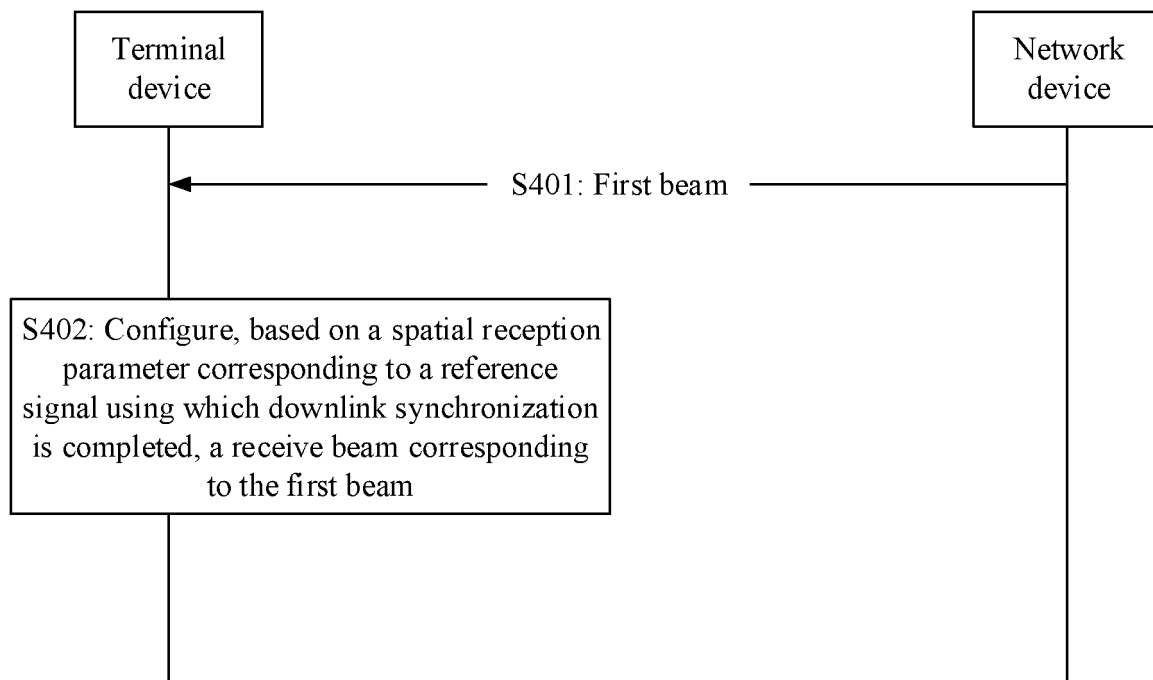 Terminal
device
Network
device
S401: First beam
S402: Configure, based on a spatial reception
parameter corresponding to a reference
signal using which downlink synchronization
is completed, a receive beam corresponding
to the first beam